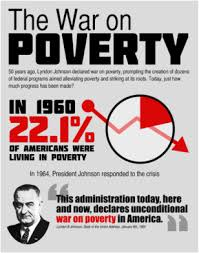 The War on
POVERTY
50 years ago, Lyndon Johnson declared war on poverty, prompting the creation of dozens
of federal programs aimed alleviating poverty and striking at its roots. Today, just how
much progress has been made?
IN 1960
22.1%
OF AMERICANS WERE
LIVING IN POVERTY
In 1964, President Johnson responded to the crisis
"This administration today, here
and now, declares unconditional
war on poverty in America."
Lyndon B. Johnson, State of the Union Address, January 8th, 1964